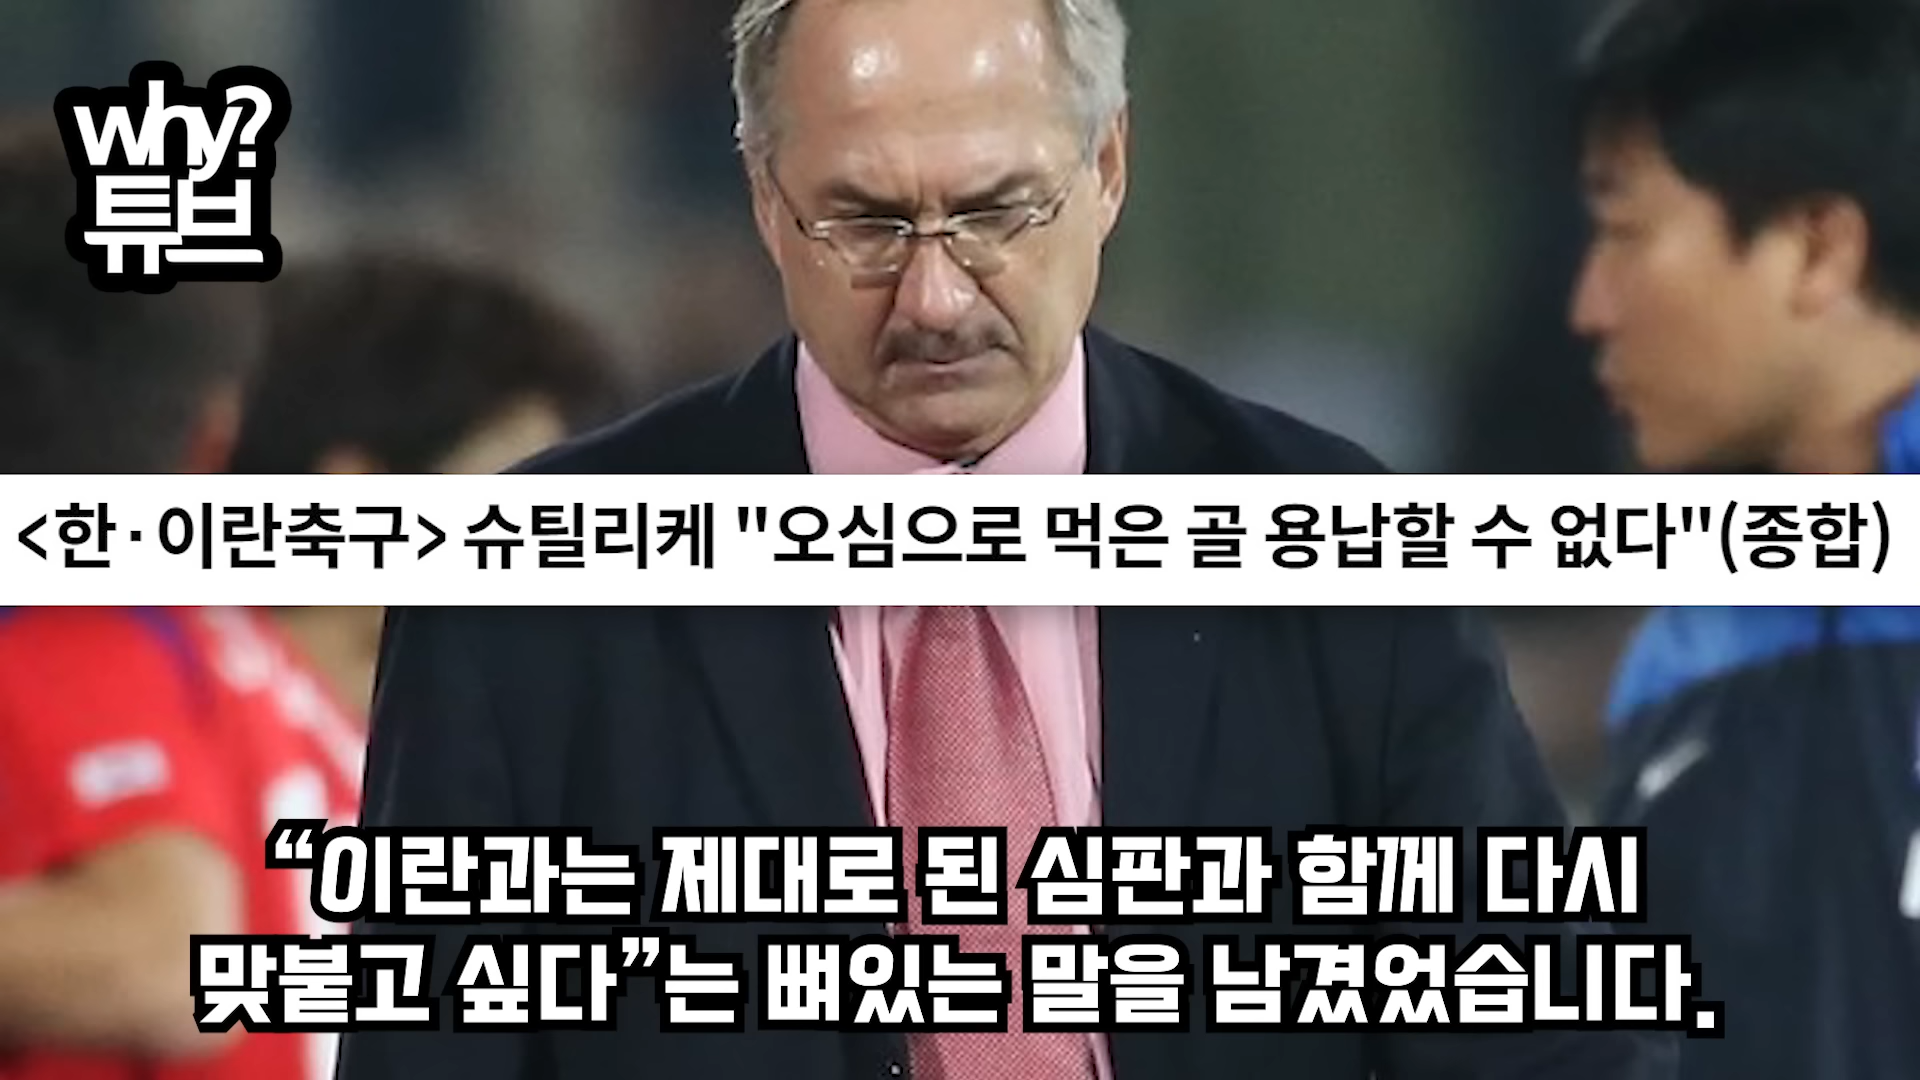 why?
튜브
<한·이란축구> 슈틸리케 "오심으로 먹은 골 용납할 수 없다"(종합)
“이란과는 제대로 된 심판과 함께 다시
맞붙고 싶다”는 뼈있는 말을 남겼었습니다.